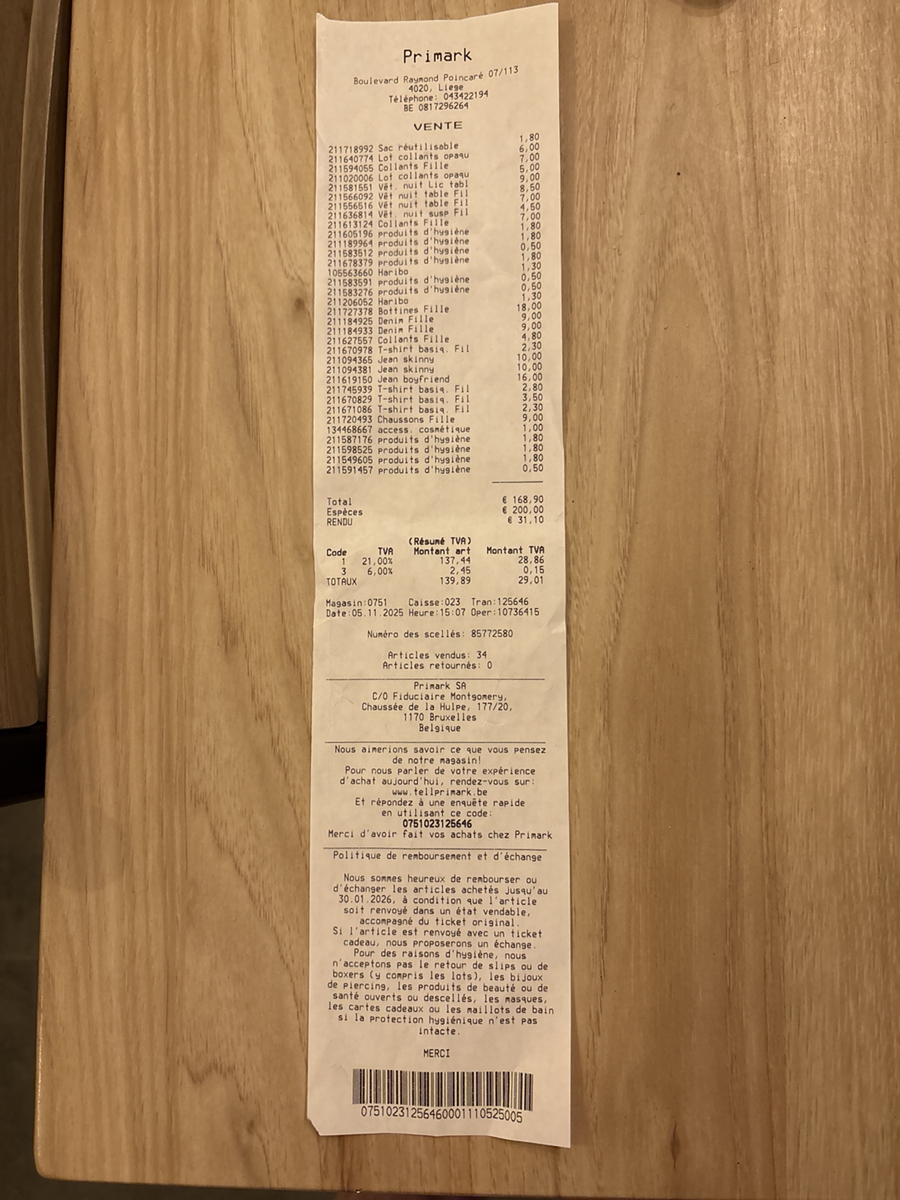 Primark
Boulevard Raymond Poincaré 07/113
4020, Liege
Téléphone: 043422194
BE 0817296264
VENTE
211718992 Sac réutilisable 1,80
211640774 Lot collants opaqu 6,00
211594055 Collants Fille 7,00
211020006 Lot collants opaqu 5,00
211581551 Vêt. nuit Lic tabl 9,00
211566092 Vêt nuit table Fil 8,50
211556516 Vêt nuit table Fil 7,00
211636814 Vêt. nuit susp Fil 4,50
211613124 Collants Fille 7,00
211605196 produits d'hygiène 1,80
211189964 produits d'hygiène 1,80
211583512 produits d'hygiène 0,50
211678379 produits d'hygiène 1,80
105563660 Haribo 1,30
211583591 produits d'hygiène 0,50
211583276 produits d'hygiène 0,50
211206052 Haribo 1,30
211727378 Bottines Fille 18,00
211184925 Denim Fille 9,00
211184933 Denim Fille 9,00
211627557 Collants Fille 4,80
211670978 T-shirt basiq. Fil 2,30
211094365 Jean skinny 10,00
211094381 Jean skinny 10,00
211619150 Jean boyfriend 16,00
211745939 T-shirt basiq. Fil 2,80
211670829 T-shirt basiq. Fil 3,50
211671086 T-shirt basiq. Fil 2,30
211720493 Chaussons Fille 9,00
134468667 access. cosmétique 1,00
211587176 produits d'hygiène 1,80
211598525 produits d'hygiène 1,80
211549605 produits d'hygiène 1,80
211591457 produits d'hygiène 0,50
Total € 168,90
Espèces € 200,00
RENDU € 31,10
(Résumé TVA)
Code TVA Montant art Montant TVA
1 21,00% 137,44 28,86
3 6,00% 2,45 0,15
TOTAUX 139,89 29,01
Magasin:0751 Caisse:023 Tran:125646
Date:05.11.2025 Heure:15:07 Oper:10736415
Numéro des scellés: 85772580
Articles vendus: 34
Articles retournés: 0
Primark SA
C/O Fiduciaire Montgomery,
Chaussée de la Hulpe, 177/20,
1170 Bruxelles
Belgique
Nous aimerions savoir ce que vous pensez
de notre magasin!
Pour nous parler de votre expérience
d'achat aujourd'hui, rendez-vous sur:
www.tellprimark.be
Et répondez à une enquête rapide
en utilisant ce code:
0751023125646
Merci d'avoir fait vos achats chez Primark
Politique de remboursement et d'échange
Nous sommes heureux de rembourser ou
d'échanger les articles achetés jusqu'au
30.01.2026, à condition que l'article
soit renvoyé dans un état vendable,
accompagné du ticket original.
Si l'article est renvoyé avec un ticket
cadeau, nous proposerons un échange.
Pour des raisons d'hygiène, nous
n'acceptons pas le retour de slips ou de
boxers (y compris les lots), les bijoux
de piercing, les produits de beauté ou de
santé ouverts ou descellés, les masques,
les cartes cadeaux ou les maillots de bain
si la protection hygiénique n'est pas
intacte.
MERCI
07510231256460001110525005